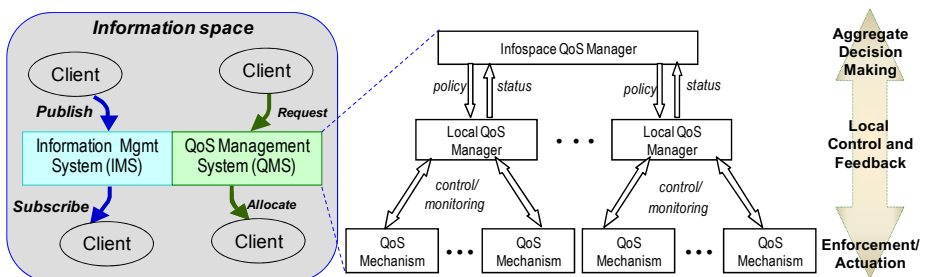 Information space
Client
Client
Publish
Request
Information Mgmt
System (IMS)
QoS Management
System (QMS)
Subscribe
Allocate
Client
Client
Infospace QoS Manager
policy
status
policy
status
Local QoS
Manager
• • •
Local QoS
Manager
control/
monitoring
control/
monitoring
QoS
Mechanism
• • •
QoS
Mechanism
QoS
Mechanism
• • •
QoS
Mechanism
Aggregate
Decision
Making
Local
Control and
Feedback
Enforcement/
Actuation